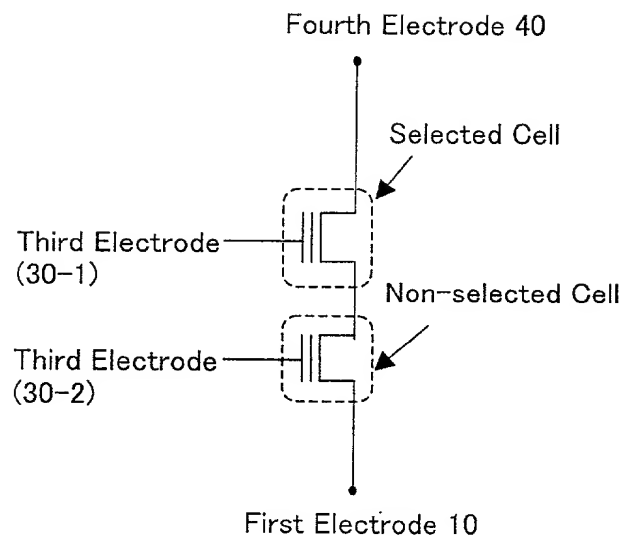 Fourth Electrode 40
Selected Cell
Third Electrode
(30-1)
Non-selected Cell
Third Electrode
(30-2)
First Electrode 10